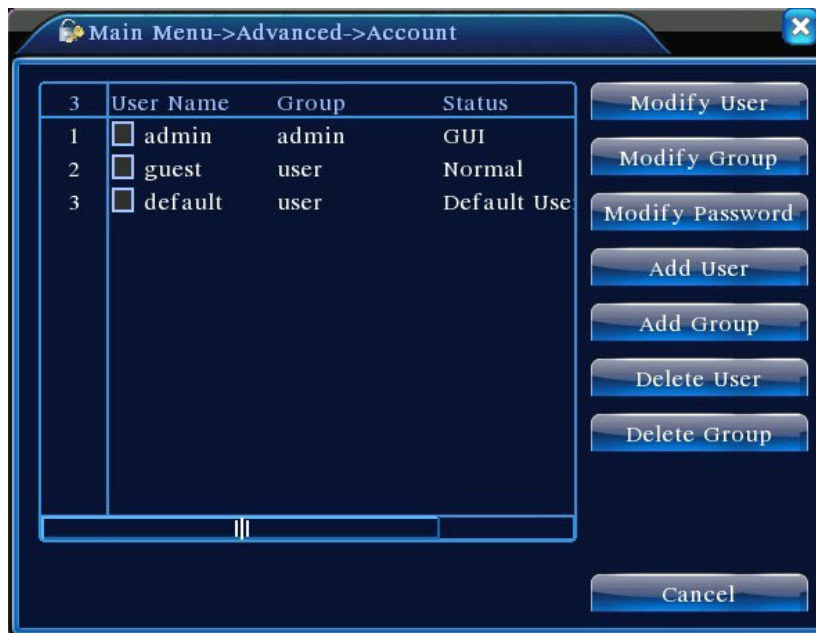 Main Menu->Advanced->Account
3 User Name Group Status
1 admin admin GUI
2 guest user Normal
3 default user Default Use
Modify User
Modify Group
Modify Password
Add User
Add Group
Delete User
Delete Group
Cancel